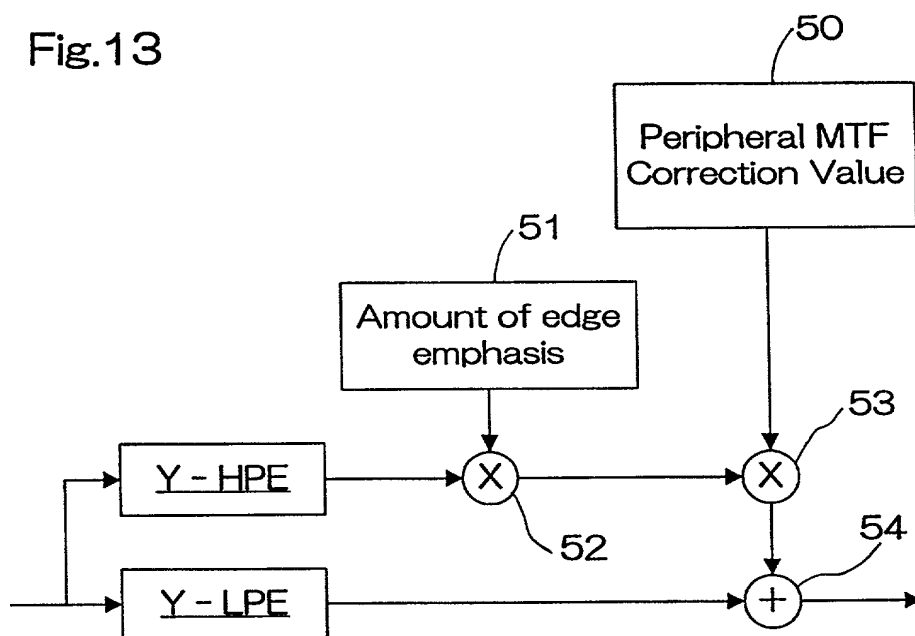 Fig.13
50
Peripheral MTF
Correction Value
51
Amount of edge
emphasis
53
Y-HPE
X
X
52
54
Y-LPE
+